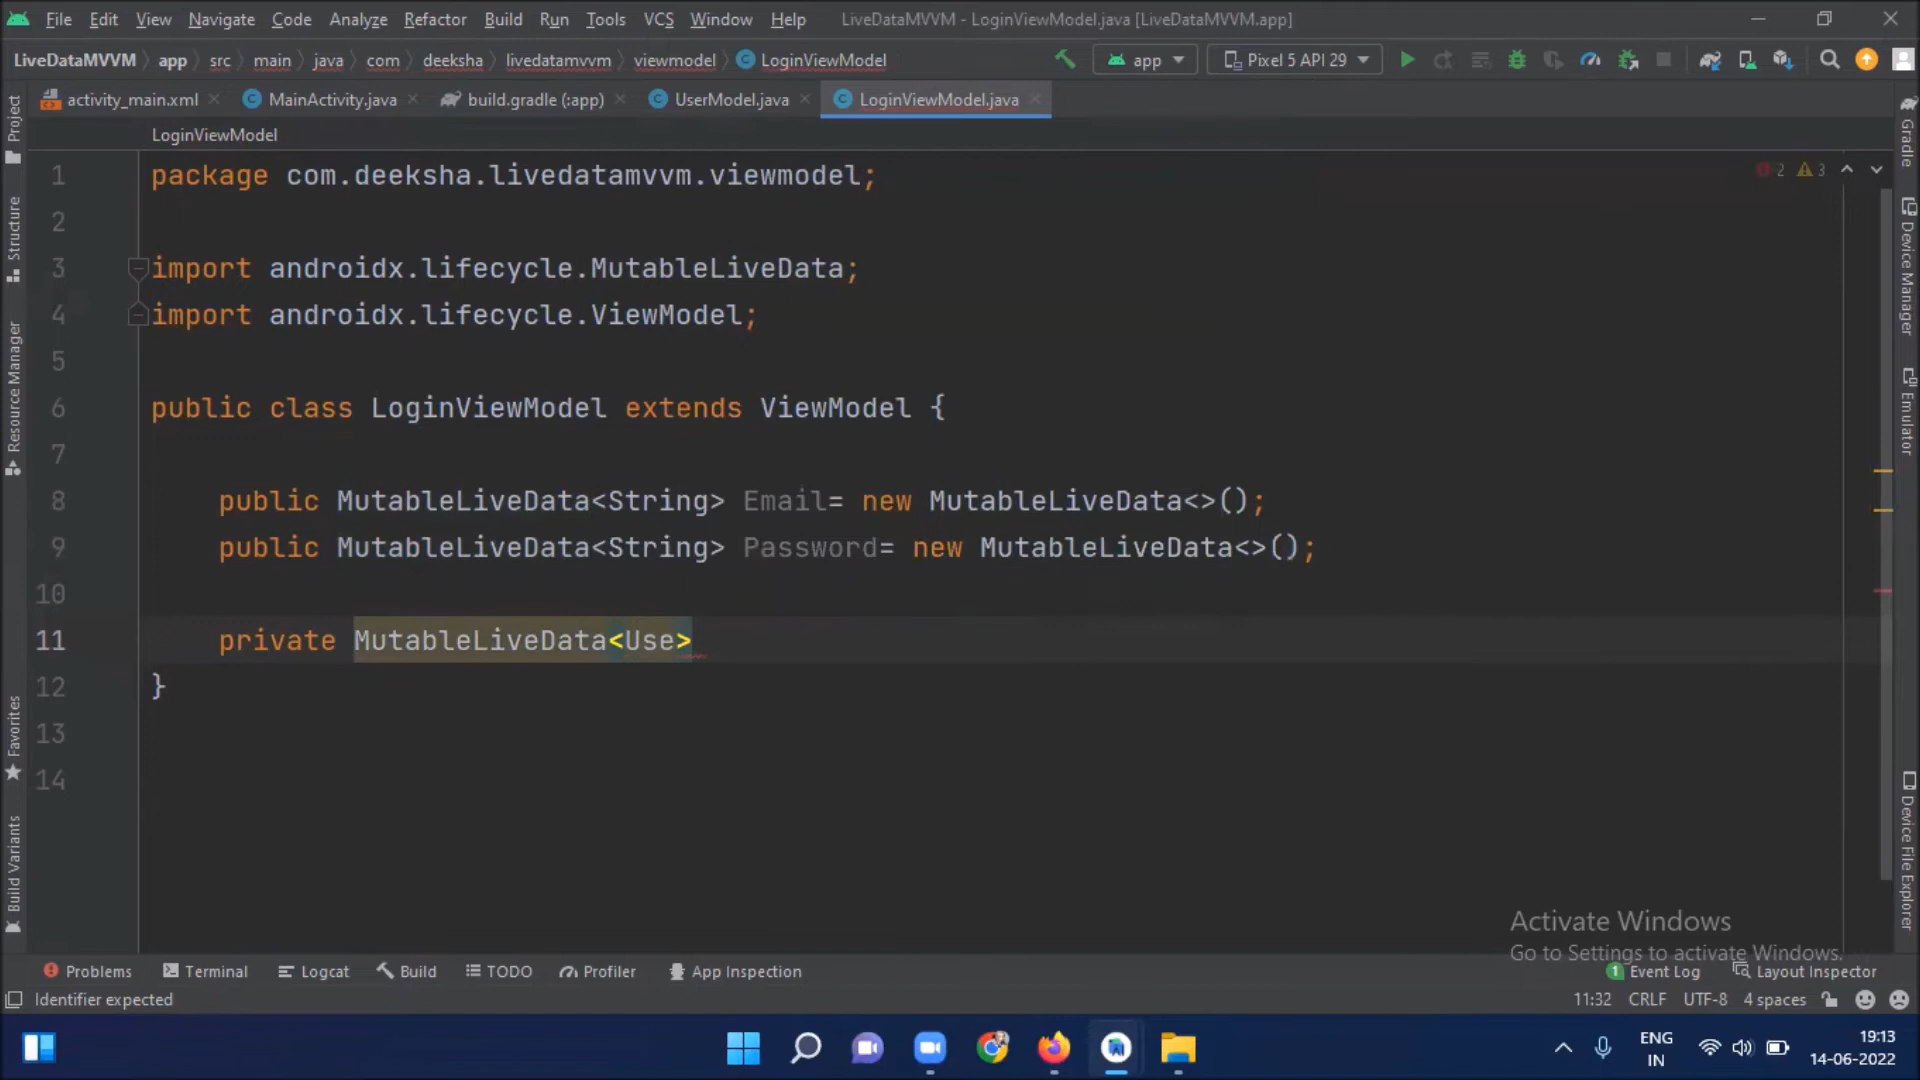 File Edit View Navigate Code Analyze Refactor Build Run Tools VCS Window Help LiveDataMVVM - LoginViewModel.java [LiveDataMVVM.app]
LiveDataMVVM app src main java com deeksha livedatamvvm viewmodel LoginViewModel app Pixel 5 API 29
activity_main.xml MainActivity.java build.gradle (:app) UserModel.java LoginViewModel.java
LoginViewModel
1 package com.deeksha.livedatamvvm.viewmodel; 2 3
2
3 import androidx.lifecycle.MutableLiveData;
4 import androidx.lifecycle.ViewModel;
5
6 public class LoginViewModel extends ViewModel {
7
8 public MutableLiveData<String> Email= new MutableLiveData<>();
9 public MutableLiveData<String> Password= new MutableLiveData<>();
10
11 private MutableLiveData<Use>
12 }
13
14
Project
Structure
Resource Manager
Favorites
Build Variants
Gradle
Device Manager
Emulator
Device File Explorer
Activate Windows
Go to Settings to activate Windows.
Problems Terminal Logcat Build TODO Profiler App Inspection 1 Event Log Layout Inspector
Identifier expected 11:32 CRLF UTF-8 4 spaces
ENG
IN
19:13
14-06-2022